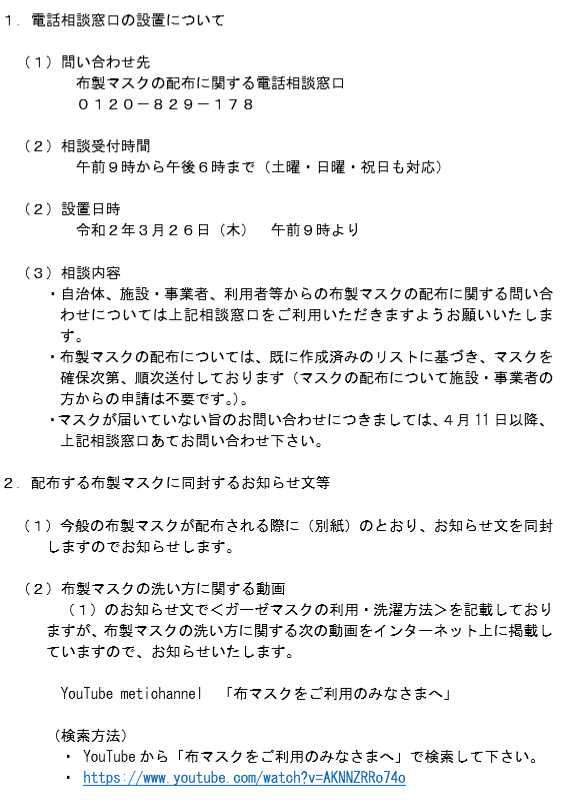 １．電話相談窓口の設置について
（１）問い合わせ先
布製マスクの配布に関する電話相談窓口
０１２０－８２９－１７８
（２）相談受付時間
午前９時から午後６時まで（土曜・日曜・祝日も対応）
（２）設置日時
令和２年３月２６日（木）　午前９時より
（３）相談内容
・自治体、施設・事業者、利用者等からの布製マスクの配布に関する問い合
わせについては上記相談窓口をご利用いただきますようお願いいたしま
す。
・布製マスクの配布については、既に作成済みのリストに基づき、マスクを
確保次第、順次送付しております（マスクの配布について施設・事業者の
方からの申請は不要です。）。
・マスクが届いていない旨のお問い合わせにつきましては、４月 11 日以降、
上記相談窓口あてお問い合わせ下さい。
２．配布する布製マスクに同封するお知らせ文等
（１）今般の布製マスクが配布される際に（別紙）のとおり、お知らせ文を同封
しますのでお知らせします。
（２）布製マスクの洗い方に関する動画
（１）のお知らせ文で＜ガーゼマスクの利用・洗濯方法＞を記載しており
ますが、布製マスクの洗い方に関する次の動画をインターネット上に掲載し
ていますので、お知らせいたします。
YouTube metichannel　「布マスクをご利用のみなさまへ」
（検索方法）
・ YouTube から「布マスクをご利用のみなさまへ」で検索して下さい。
・ https://www.youtube.com/watch?v=AKNNZRRo74o